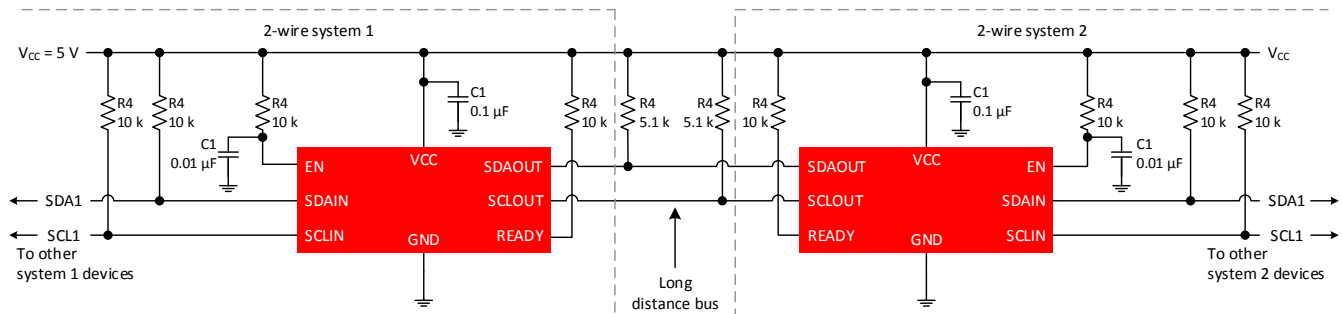 2-wire system 1
2-wire system 2
VCC = 5 V
VCC
R4
10 k
R4
10 k
R4
10 k
C1
0.1 µF
R4
10 k
R4
5.1 k
R4
5.1 k
R4
10 k
C1
0.1 µF
R4
10 k
R4
10 k
R4
10 k
C1
0.01 µF
C1
0.01 µF
EN
VCC
SDAOUT
SDAIN
SCLOUT
SCLIN
GND
READY
SDAOUT
VCC
EN
SCLOUT
SDAIN
READY
GND
SCLIN
SDA1
SCL1
To other
system 1 devices
Long
distance bus
SDA1
SCL1
To other
system 2 devices